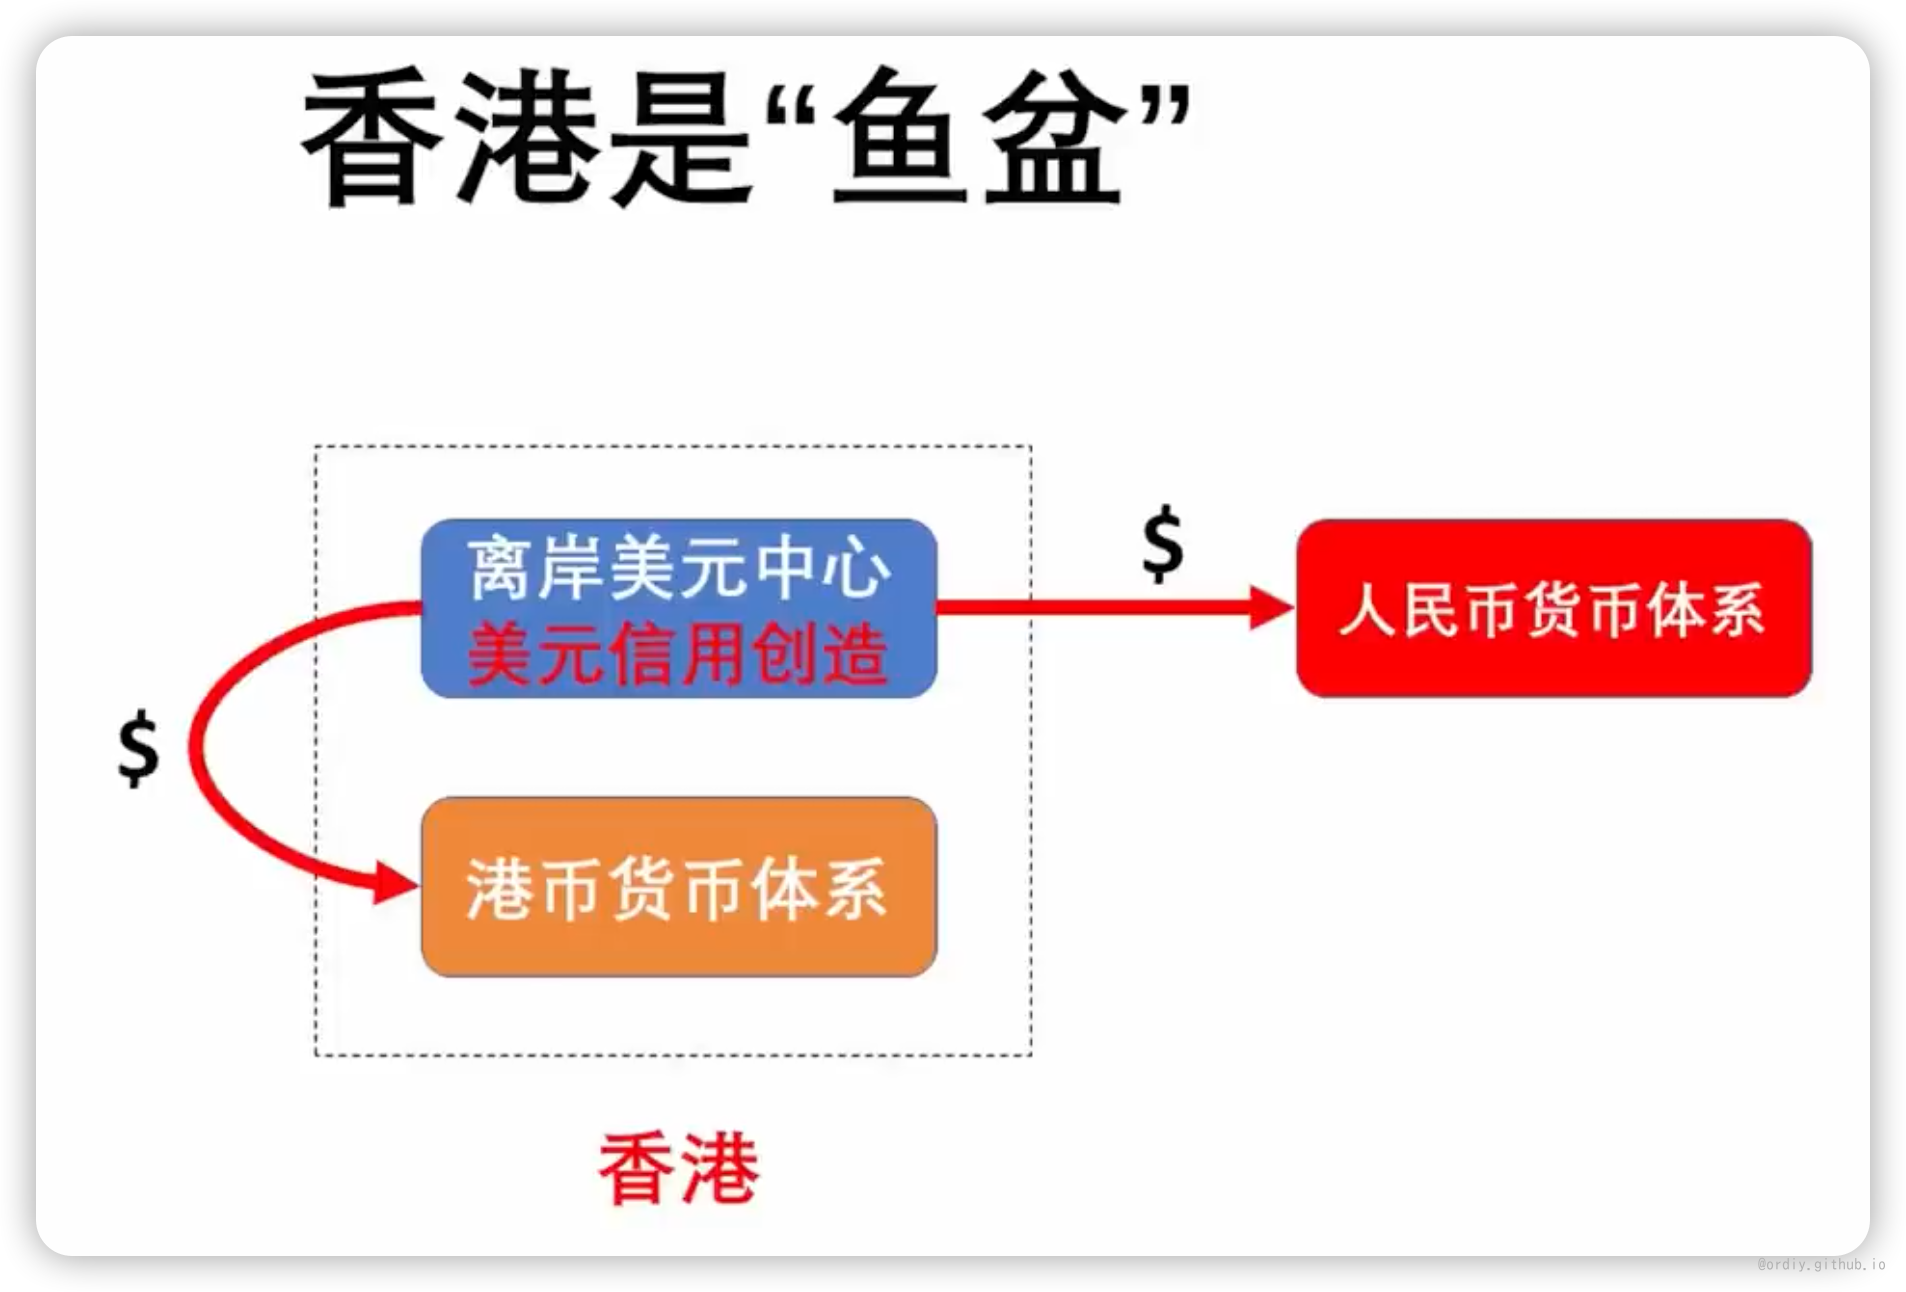 香港是“鱼盆”
离岸美元中心
美元信用创造
$
人民币货币体系
$
港币货币体系
香港
@ordiy.github.io